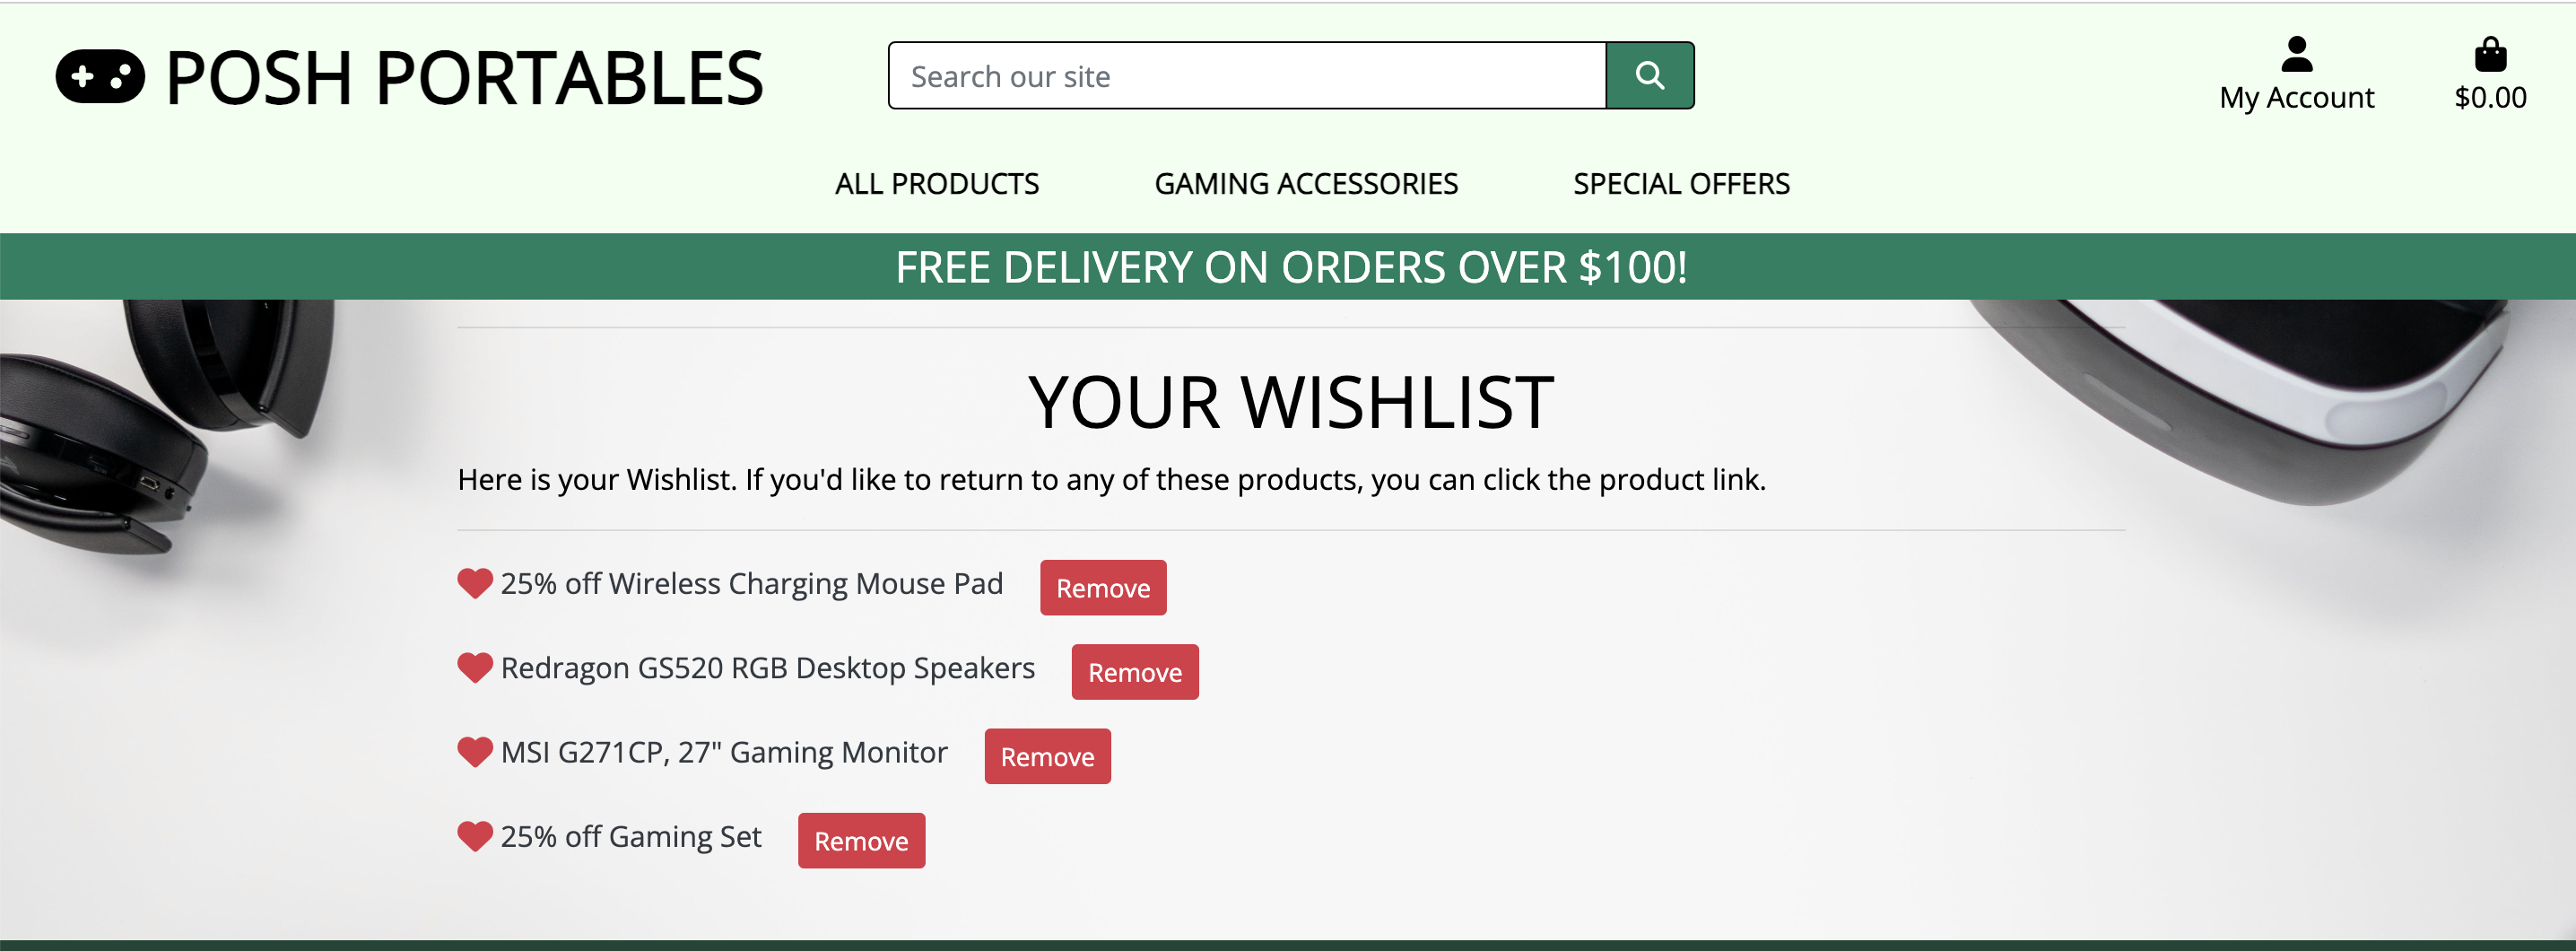 POSH PORTABLES
Search our site
My Account
$0.00
ALL PRODUCTS
GAMING ACCESSORIES
SPECIAL OFFERS
FREE DELIVERY ON ORDERS OVER $100!
YOUR WISHLIST
Here is your Wishlist. If you'd like to return to any of these products, you can click the product link.
25% off Wireless Charging Mouse Pad
Remove
Redragon GS520 RGB Desktop Speakers
Remove
MSI G271CP, 27" Gaming Monitor
Remove
25% off Gaming Set
Remove